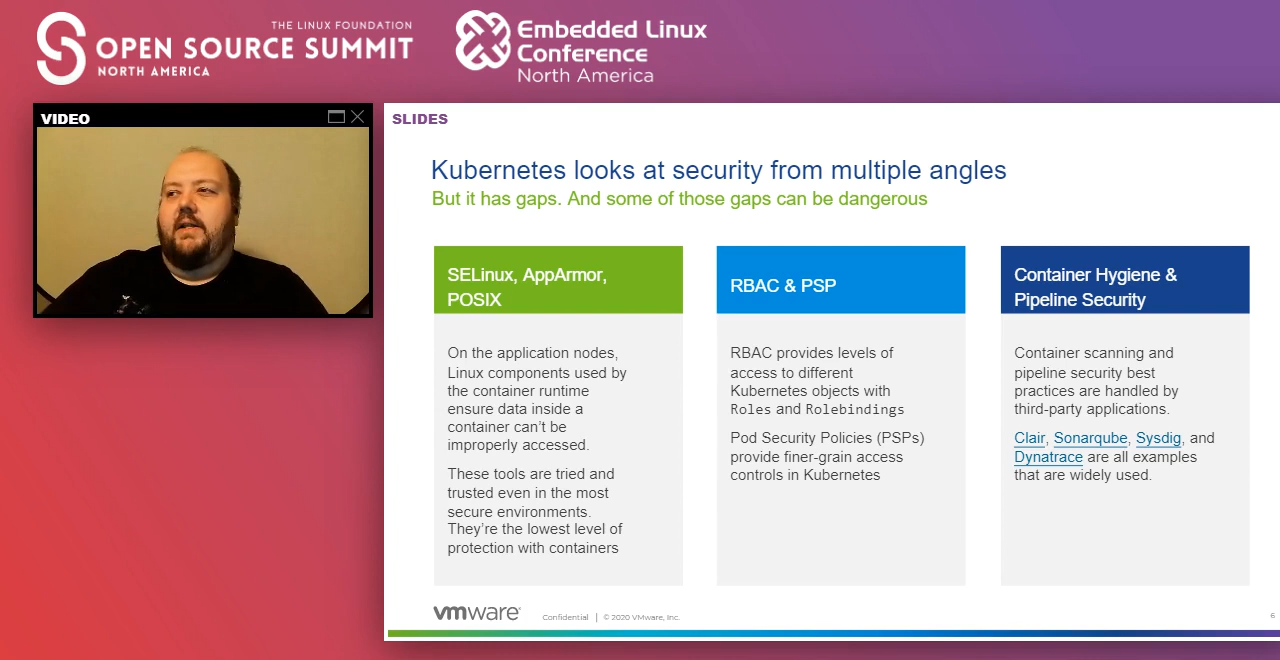 THE LINUX FOUNDATION
OPEN SOURCE SUMMIT
NORTH AMERICA
Embedded Linux
Conference
North America
VIDEO
SLIDES
Kubernetes looks at security from multiple angles
But it has gaps. And some of those gaps can be dangerous
SELinux, AppArmor,
POSIX
On the application nodes,
Linux components used by
the container runtime
ensure data inside a
container can't be
improperly accessed.
These tools are tried and
trusted even in the most
secure environments.
They're the lowest level of
protection with containers
RBAC & PSP
RBAC provides levels of
access to different
Kubernetes objects with
Roles and Rolebindings
Pod Security Policies (PSPs)
provide finer-grain access
controls in Kubernetes
Container Hygiene &
Pipeline Security
Container scanning and
pipeline security best
practices are handled by
third-party applications.
Clair, Sonarqube, Sysdig, and
Dynatrace are all examples
that are widely used.
vmware®
Confidential | © 2020 VMware, Inc.
6